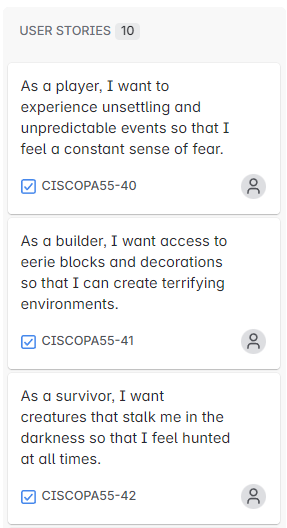 USER STORIES 10
As a player, I want to
experience unsettling and
unpredictable events so that I
feel a constant sense of fear.
CISCOPA55-40
As a builder, I want access to
eerie blocks and decorations
so that I can create terrifying
environments.
CISCOPA55-41
As a survivor, I want
creatures that stalk me in the
darkness so that I feel hunted
at all times.
CISCOPA55-42